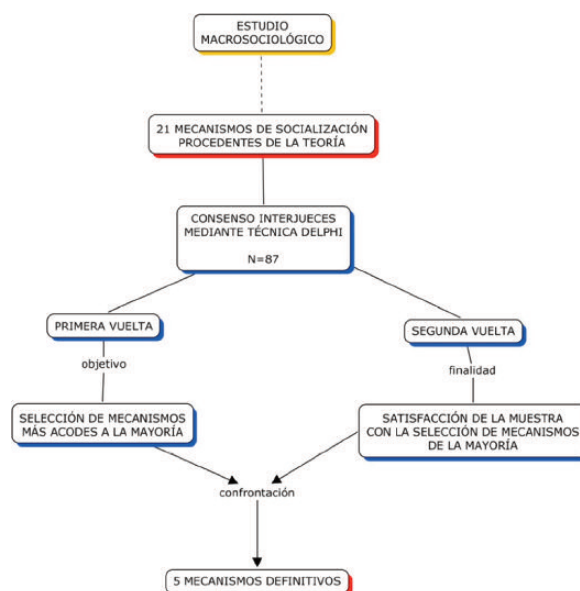 ESTUDIO
MACROSOCIOLÓGICO
21 MECANISMOS DE SOCIALIZACIÓN
PROCEDENTES DE LA TEORÍA
CONSENSO INTERJUECES
MEDIANTE TÉCNICA DELPHI
N=87
PRIMERA VUELTA
objetivo
SELECCIÓN DE MECANISMOS
MÁS ACODES A LA MAYORÍA
SEGUNDA VUELTA
finalidad
SATISFACCIÓN DE LA MUESTRA
CON LA SELECCIÓN DE MECANISMOS
DE LA MAYORÍA
confrontación
5 MECANISMOS DEFINITIVOS